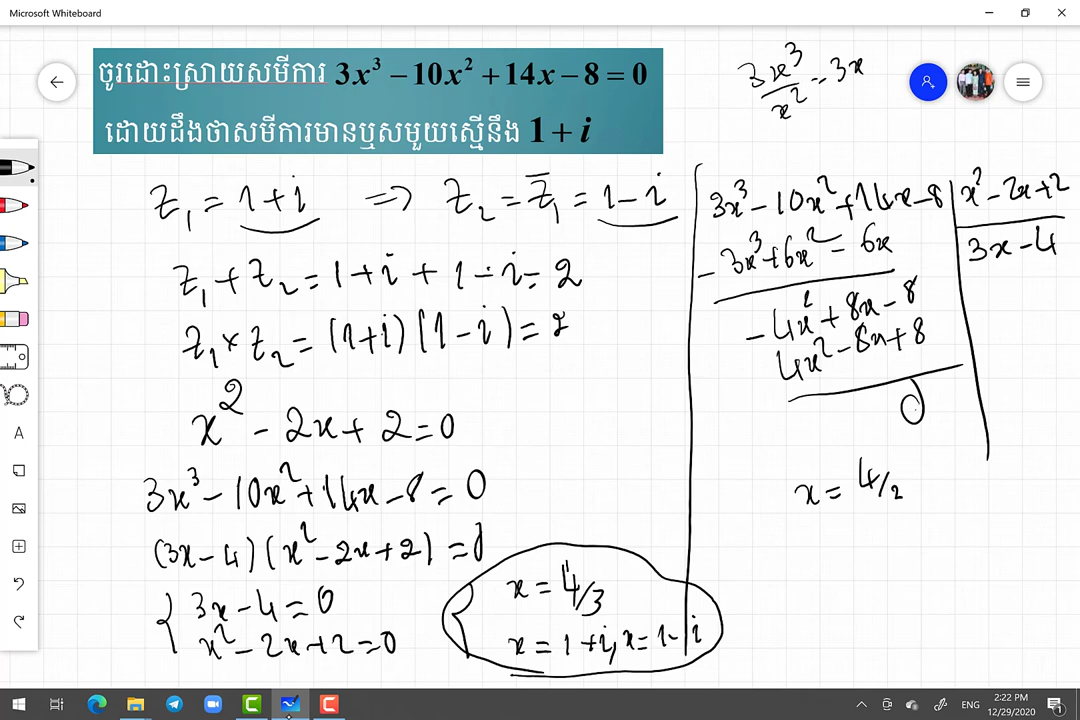 Microsoft Whiteboard
ចូរដោះស្រាយសមីការ 3x³ − 10x² + 14x − 8 = 0
ដោយដឹងថាសមីការមានឬសមួយស្មើនឹង 1 + i
3x³/x² = 3x
Z₁ = 1+i ⇒ Z₂ = Z̄₁ = 1−i
Z₁ + Z₂ = 1+i + 1−i = 2
Z₁ × Z₂ = (1+i)(1−i) = 2
x² − 2x + 2 = 0
3x³ − 10x² + 14x − 8 = 0
(3x−4)(x² − 2x + 2) = 0
3x − 4 = 0
x² − 2x + 2 = 0
x = 4/3
x = 1+i, x = 1−i
3x³ − 10x² + 14x − 8
x² − 2x + 2
− 3x³ + 6x² − 6x
3x − 4
− 4x² + 8x − 8
4x² − 8x + 8
0
x = 4/2
A
ENG
2:22 PM
12/29/2020
1